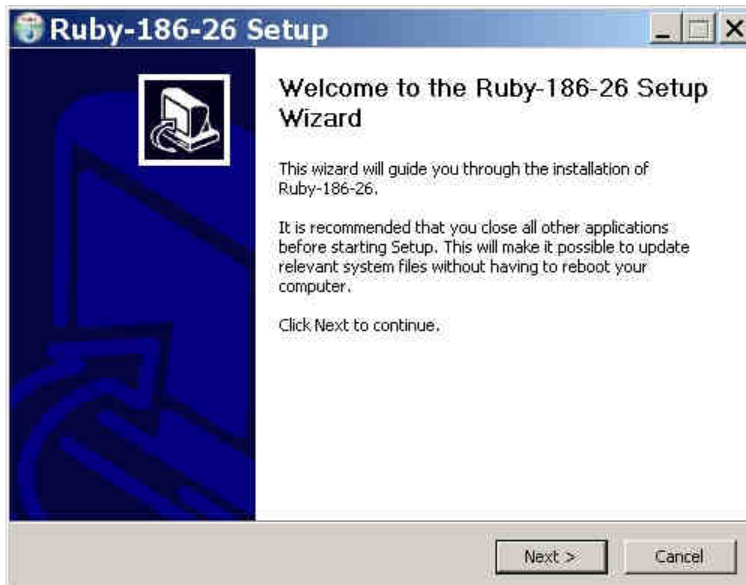 Ruby-186-26 Setup
Welcome to the Ruby-186-26 Setup
Wizard
This wizard will guide you through the installation of
Ruby-186-26.
It is recommended that you close all other applications
before starting Setup. This will make it possible to update
relevant system files without having to reboot your
computer.
Click Next to continue.
Next >
Cancel